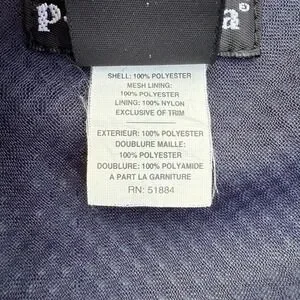 SHELL: 100% POLYESTER
MESH LINING:
100% POLYESTER
LINING: 100% NYLON
EXCLUSIVE OF TRIM
EXTERIEUR: 100% POLYESTER
DOUBLURE MAILLE:
100% POLYESTER
DOUBLURE: 100% POLYAMIDE
A PART LA GARNITURE
RN: 51884